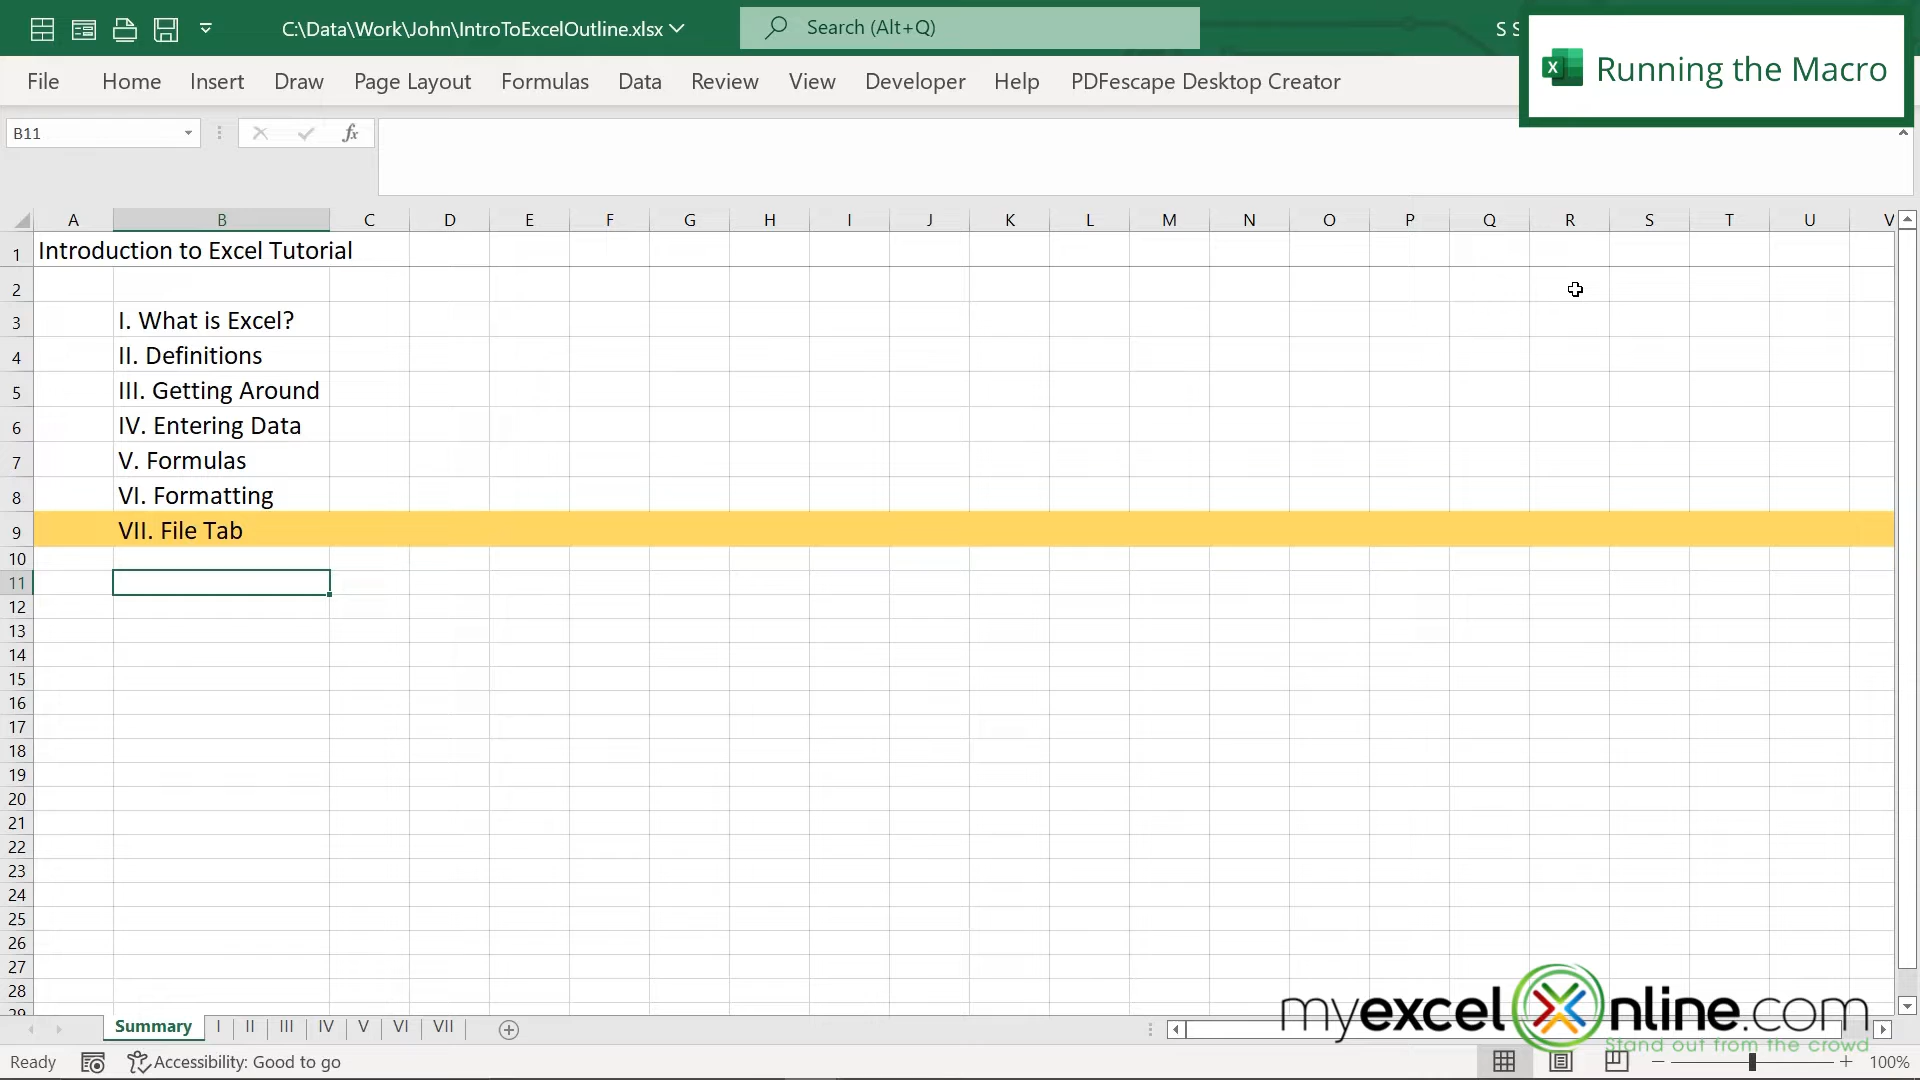 C:\Data\Work\John\IntroToExcelOutline.xlsx
Search (Alt+Q)
S S
Running the Macro
File Home Insert Draw Page Layout Formulas Data Review View Developer Help PDFescape Desktop Creator
B11
fx
A B C D E F G H I J K L M N O P Q R S T U V
1 Introduction to Excel Tutorial
2
3 I. What is Excel?
4 II. Definitions
5 III. Getting Around
6 IV. Entering Data
7 V. Formulas
8 VI. Formatting
9 VII. File Tab
10
11
12
13
14
15
16
17
18
19
20
21
22
23
24
25
26
27
28
29
myexcelonline.com
Stand out from the crowd
Summary I II III IV V VI VII
Ready Accessibility: Good to go 100%